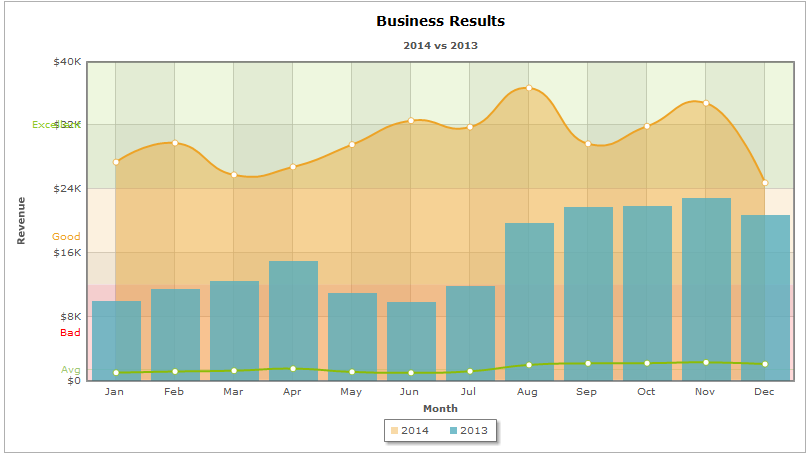 Business Results
2014 vs 2013
$40K
$32K
$24K
Good
$16K
$8K
Bad
Avg
$0
Revenue
Jan Feb Mar Apr May Jun Jul Aug Sep Oct Nov Dec
Month
2014 2013